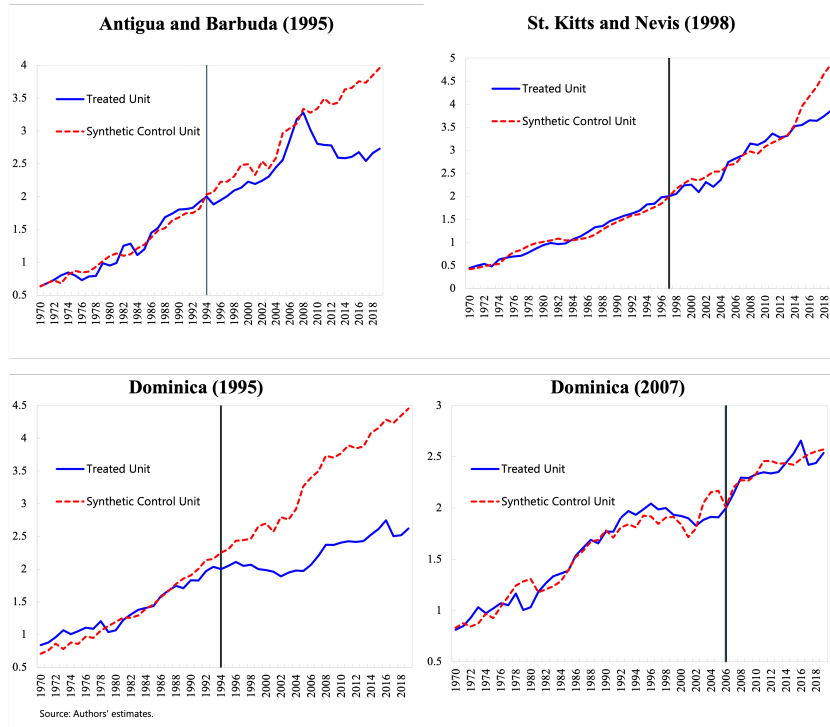 Antigua and Barbuda (1995)
4
3.5
3
2.5
2
1.5
1
0.5
Treated Unit
Synthetic Control Unit
1970 1972 1974 1976 1978 1980 1982 1984 1986 1988 1990 1992 1994 1996 1998 2000 2002 2004 2006 2008 2010 2012 2014 2016 2018
St. Kitts and Nevis (1998)
5
4.5
4
3.5
3
2.5
2
1.5
1
0.5
0
Treated Unit
Synthetic Control Unit
1970 1972 1974 1976 1978 1980 1982 1984 1986 1988 1990 1992 1994 1996 1998 2000 2002 2004 2006 2008 2010 2012 2014 2016 2018
Dominica (1995)
4.5
4
3.5
3
2.5
2
1.5
1
0.5
Treated Unit
Synthetic Control Unit
1970 1972 1974 1976 1978 1980 1982 1984 1986 1988 1990 1992 1994 1996 1998 2000 2002 2004 2006 2008 2010 2012 2014 2016 2018
Dominica (2007)
3
2.5
2
1.5
1
0.5
Treated Unit
Synthetic Control Unit
1970 1972 1974 1976 1978 1980 1982 1984 1986 1988 1990 1992 1994 1996 1998 2000 2002 2004 2006 2008 2010 2012 2014 2016 2018
Source: Authors' estimates.